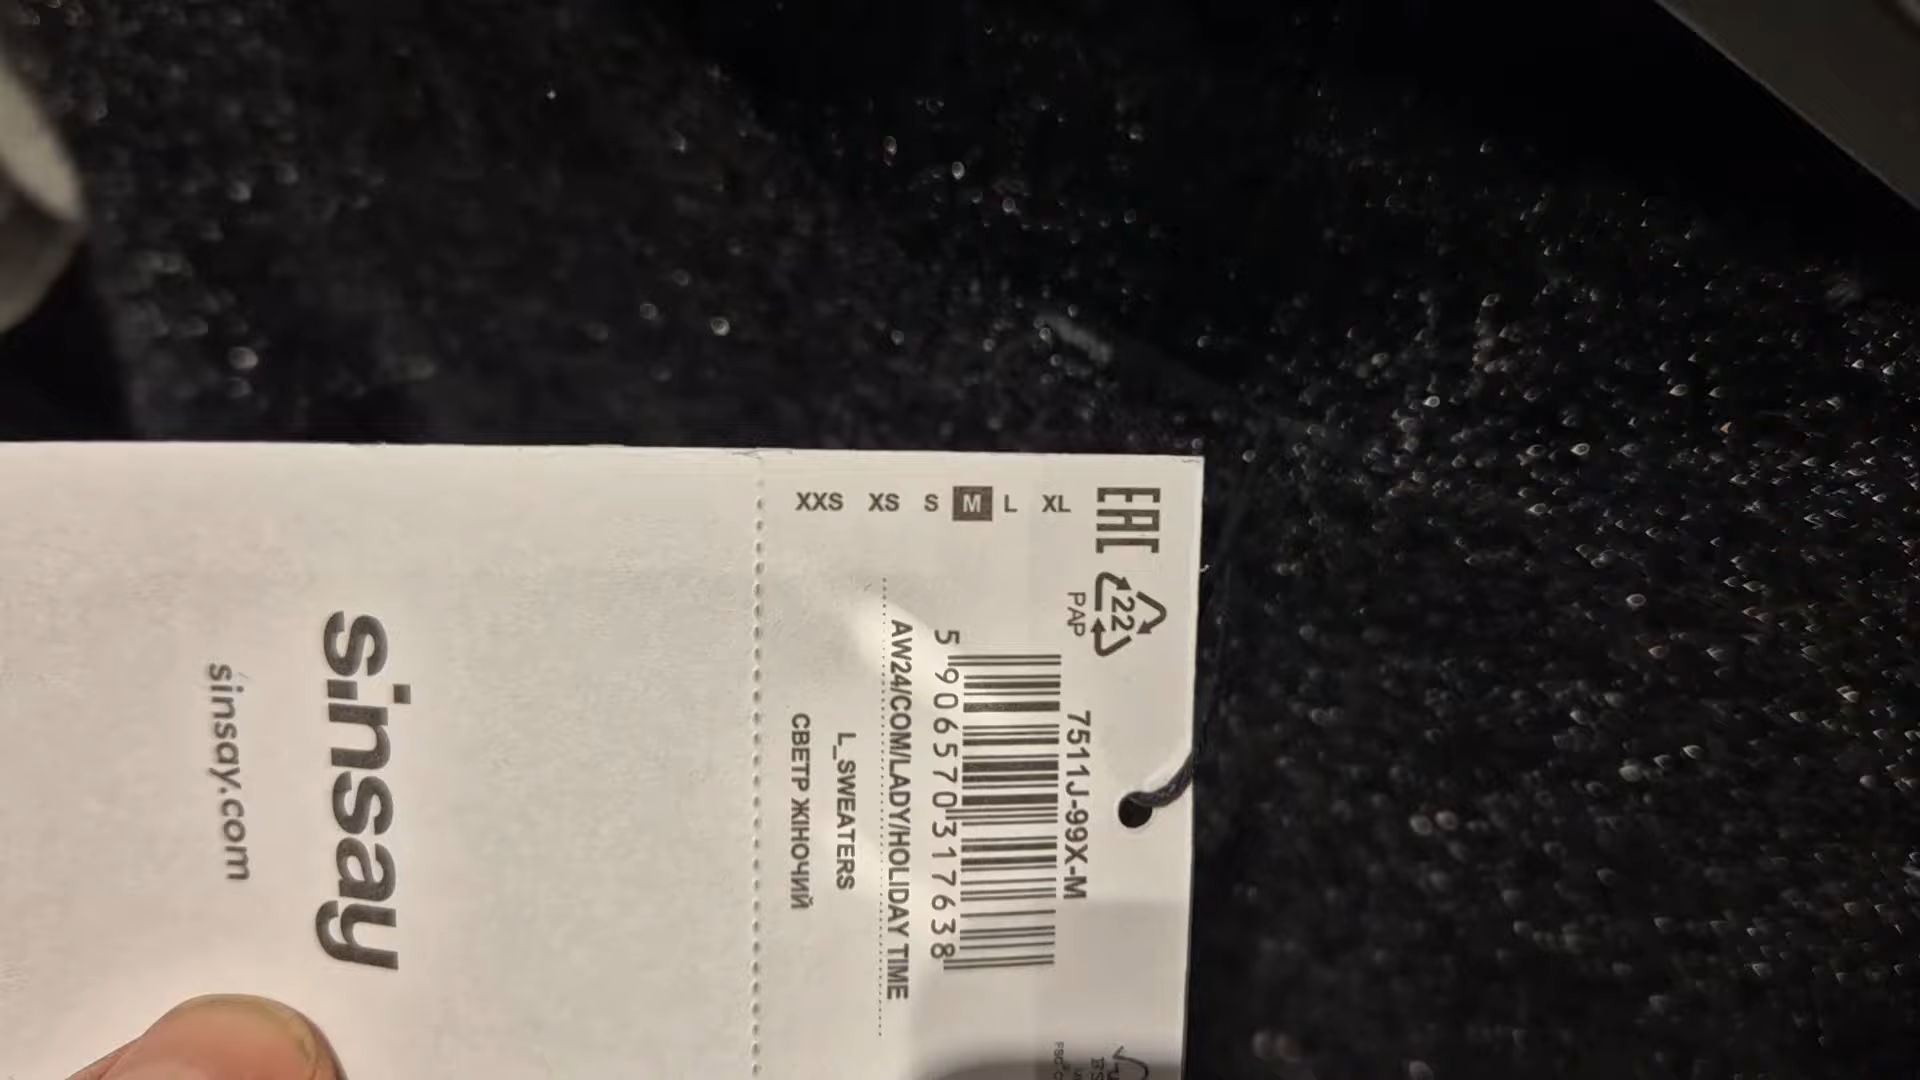 EAC
22
PAP
7511J-99X-M
5 906570 317638
AW24/COM/LADY/HOLIDAY TIME
L_SWEATERS
СВЕТР ЖІНОЧИЙ
XXS XS S M L XL
sinsay
sinsay.com